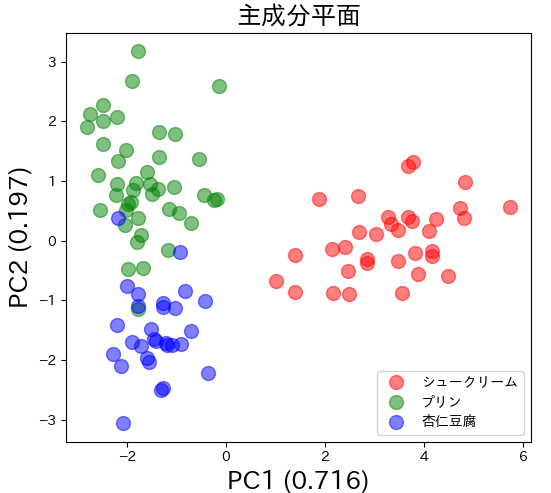 主成分平面
3
2
1
0
−1
−2
−3
PC2 (0.197)
−2
0
2
4
6
PC1 (0.716)
シュークリーム
プリン
杏仁豆腐